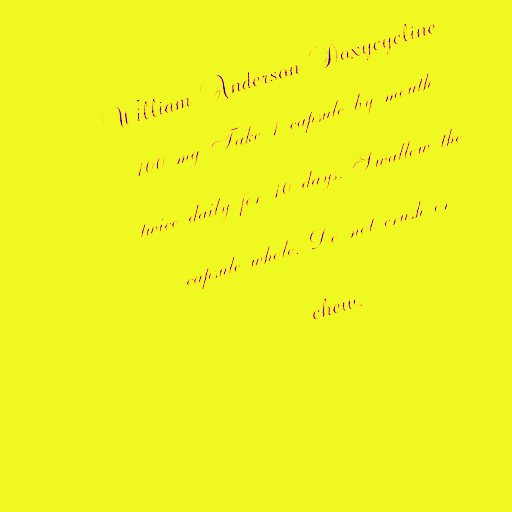 William Anderson Doxycycline
100 mg Take 1 capsule by mouth
twice daily for 10 days. Swallow the
capsule whole. Do not crush or
chew.